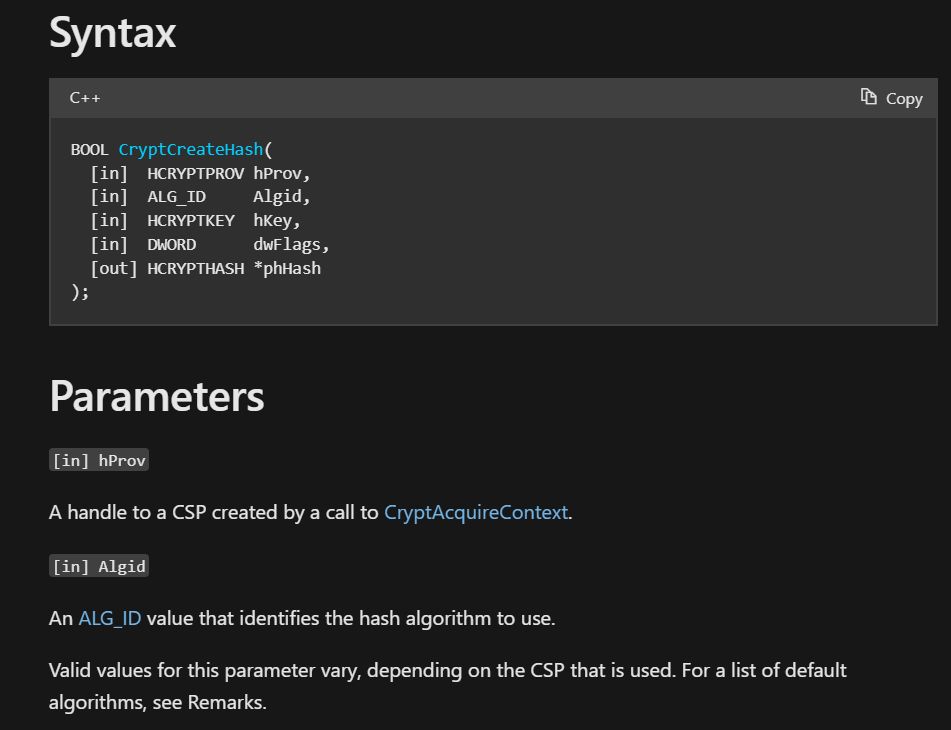 Syntax
C++
Copy
BOOL CryptCreateHash(
  [in]  HCRYPTPROV hProv,
  [in]  ALG_ID     Algid,
  [in]  HCRYPTKEY  hKey,
  [in]  DWORD      dwFlags,
  [out] HCRYPTHASH *phHash
);
Parameters
[in] hProv
A handle to a CSP created by a call to CryptAcquireContext.
[in] Algid
An ALG_ID value that identifies the hash algorithm to use.
Valid values for this parameter vary, depending on the CSP that is used. For a list of default
algorithms, see Remarks.